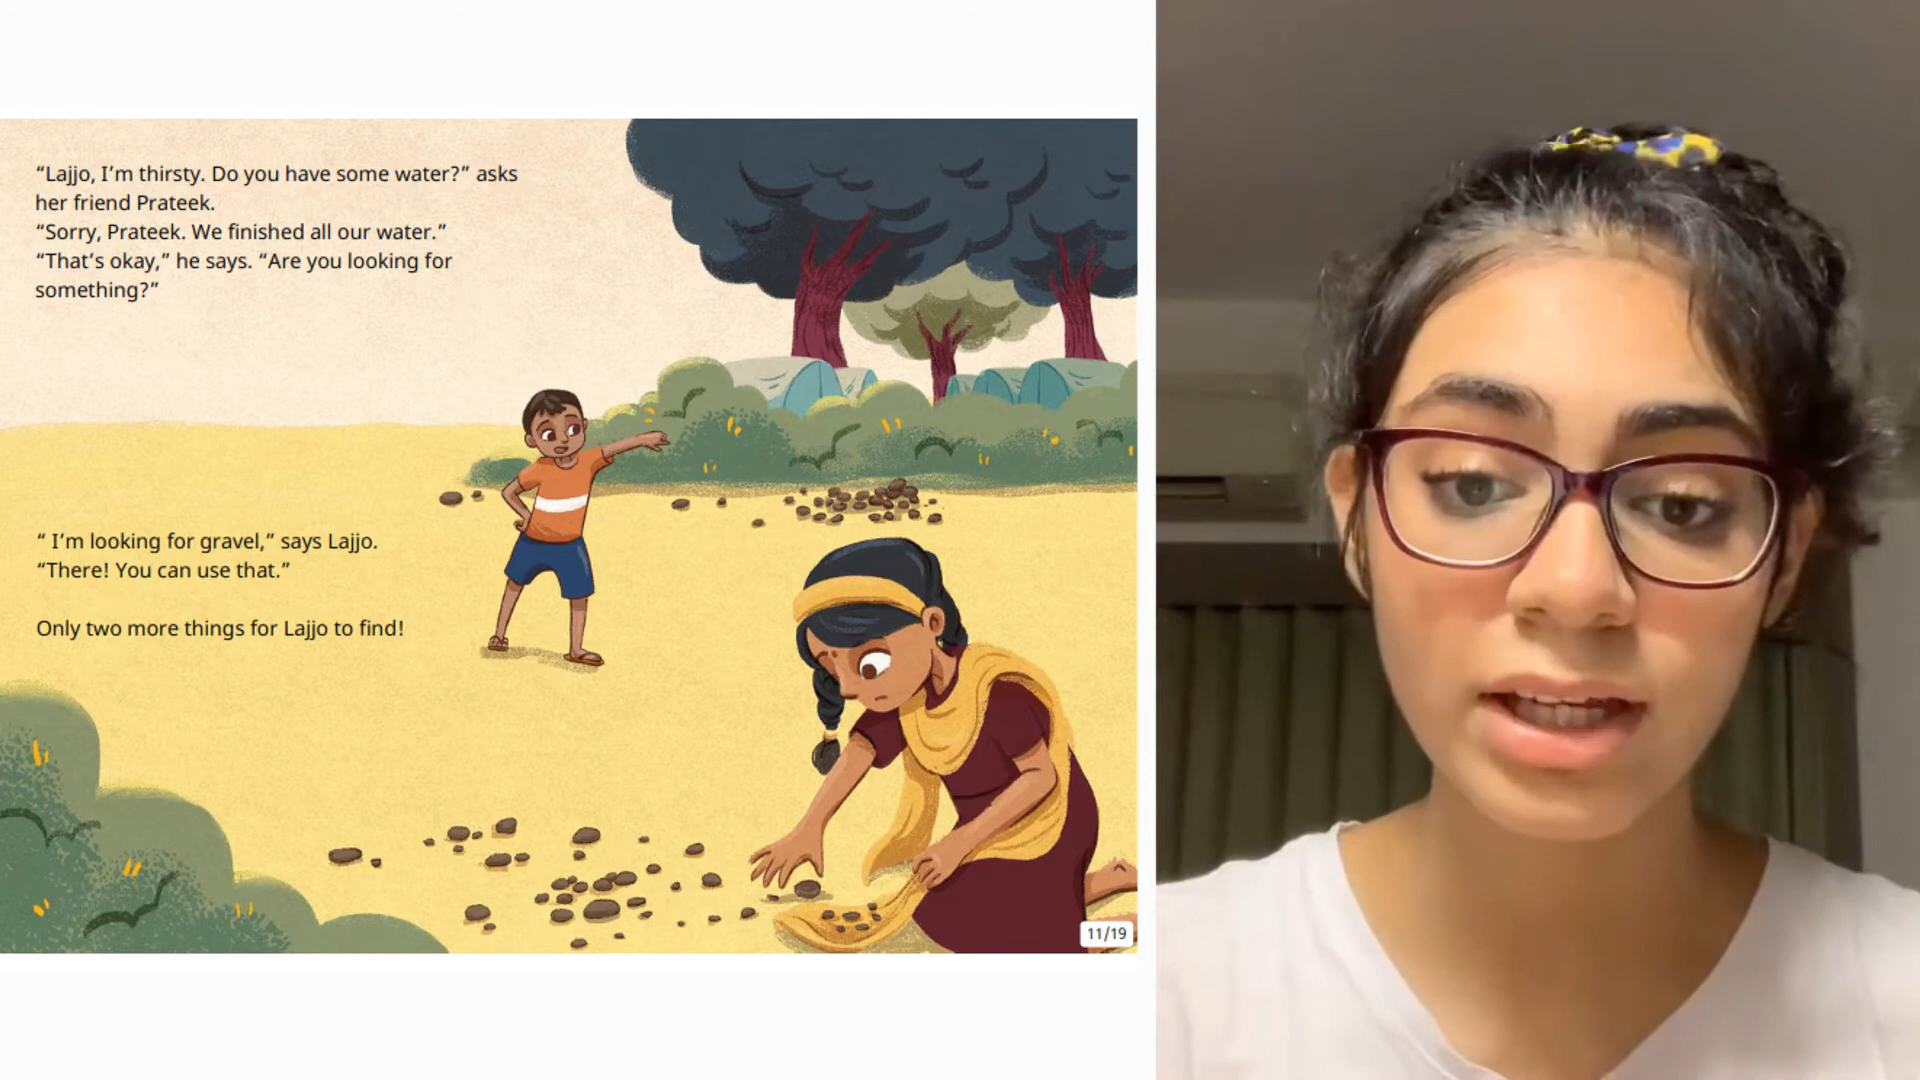 “Lajjo, I’m thirsty. Do you have some water?” asks
her friend Prateek.
“Sorry, Prateek. We finished all our water.”
“That’s okay,” he says. “Are you looking for
something?”
“ I’m looking for gravel,” says Lajjo.
“There! You can use that.”
Only two more things for Lajjo to find!
11/19